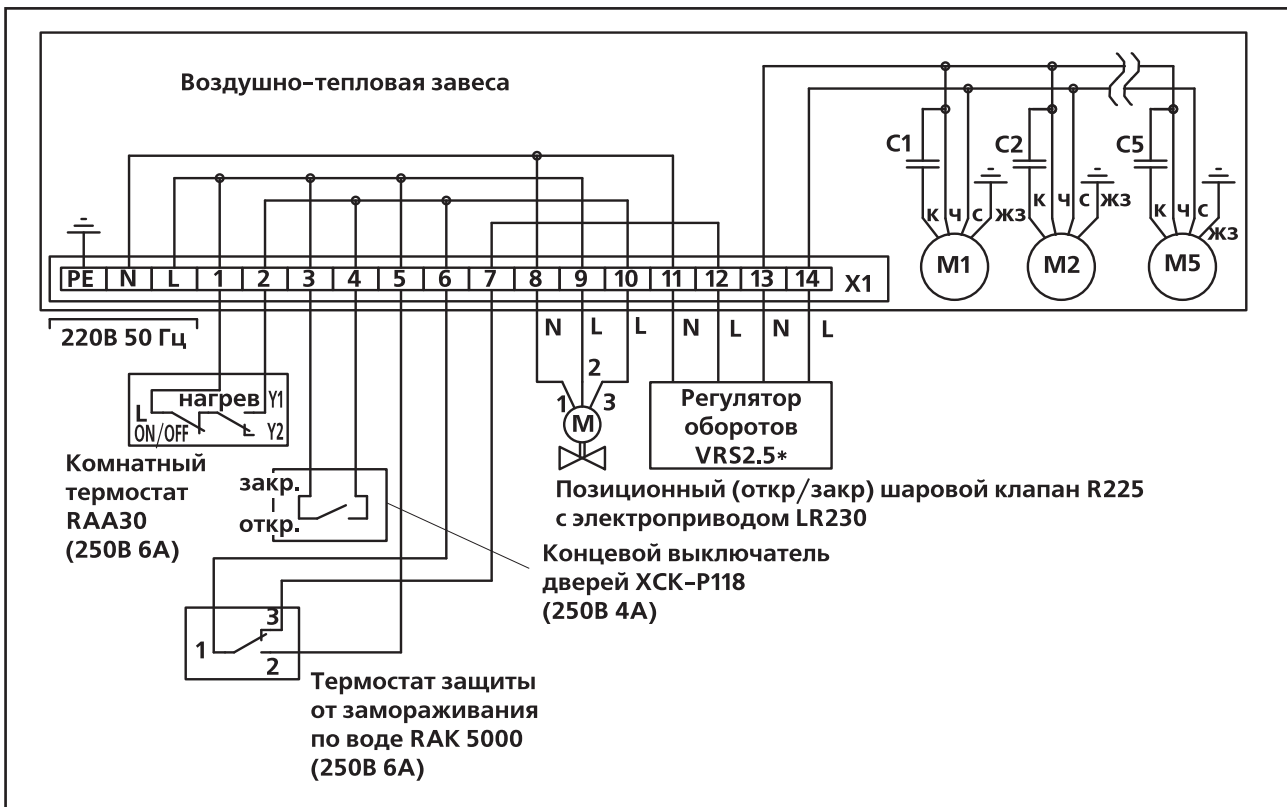 Воздушно-тепловая завеса
C1
C2
C5
К Ч С ЖЗ
К Ч С ЖЗ
К Ч С ЖЗ
M1
M2
M5
PE N L 1 2 3 4 5 6 7 8 9 10 11 12 13 14 X1
220В 50 Гц
N L L N L N L
нагрев Y1
L
ON/OFF Y2
Комнатный
термостат
RAA30
(250В 6А)
закр.
откр.
2
1 3
M
Регулятор
оборотов
VRS2.5*
Позиционный (откр/закр) шаровой клапан R225
с электроприводом LR230
Концевой выключатель
дверей XCK-P118
(250В 4А)
3
1
2
Термостат защиты
от замораживания
по воде RAK 5000
(250В 6А)